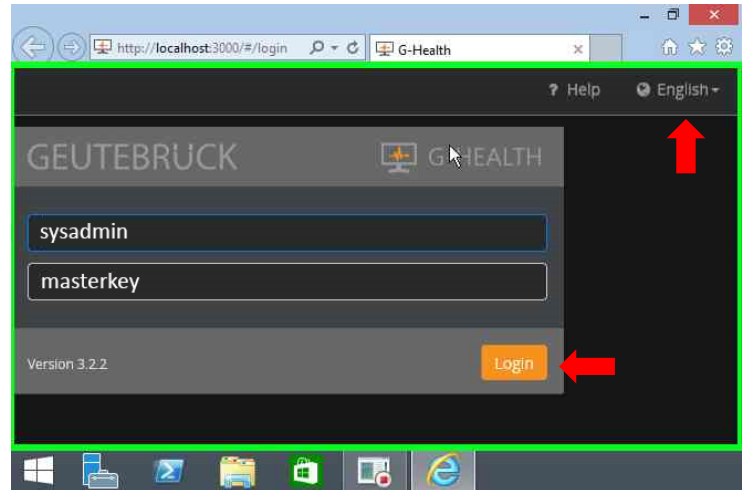 http://localhost:3000/#/login
G-Health
? Help
English
GEUTEBRÜCK
G-HEALTH
sysadmin
masterkey
Version 3.2.2
Login